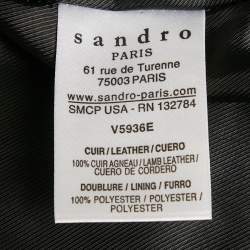 sandro
PARIS
61 rue de Turenne
75003 PARIS
www.sandro-paris.com
SMCP USA - RN 132784
V5936E
CUIR / LEATHER / CUERO
100% CUIR AGNEAU / LAMB LEATHER /
CUERO DE CORDERO
DOUBLURE / LINING / FURRO
100% POLYESTER / POLYESTER /
POLYESTER